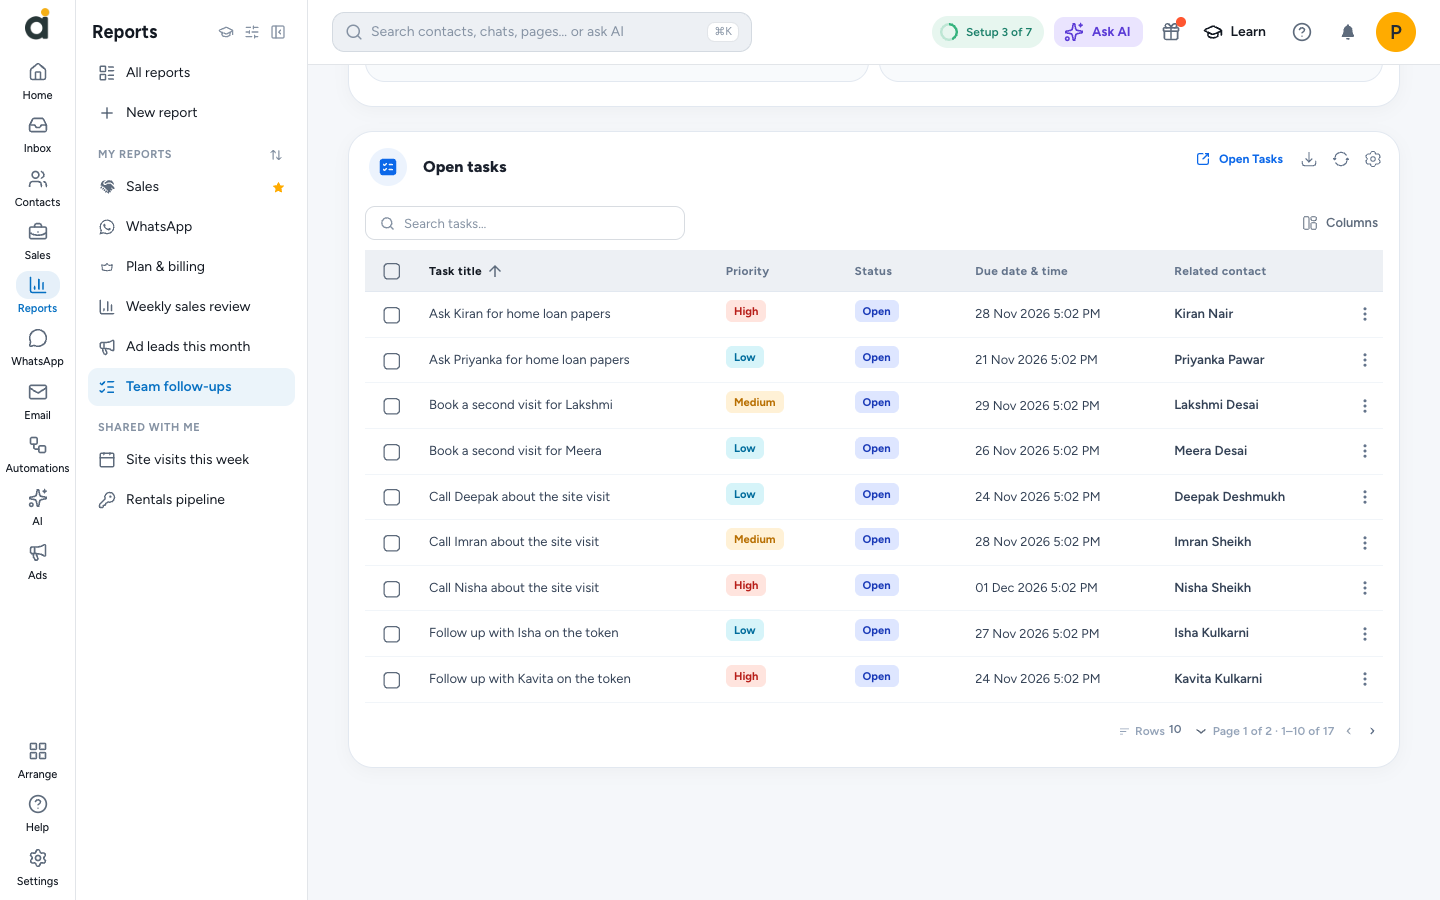 Reports
Search contacts, chats, pages... or ask AI
⌘K
Setup 3 of 7
Ask AI
Learn
P
Home
Inbox
Contacts
Sales
Reports
WhatsApp
Email
Automations
AI
Ads
Arrange
Help
Settings
All reports
New report
MY REPORTS
Sales
WhatsApp
Plan & billing
Weekly sales review
Ad leads this month
Team follow-ups
SHARED WITH ME
Site visits this week
Rentals pipeline
Open tasks
Open Tasks
Search tasks...
Columns
Task title Priority Status Due date & time Related contact
Ask Kiran for home loan papers High Open 28 Nov 2026 5:02 PM Kiran Nair
Ask Priyanka for home loan papers Low Open 21 Nov 2026 5:02 PM Priyanka Pawar
Book a second visit for Lakshmi Medium Open 29 Nov 2026 5:02 PM Lakshmi Desai
Book a second visit for Meera Low Open 26 Nov 2026 5:02 PM Meera Desai
Call Deepak about the site visit Low Open 24 Nov 2026 5:02 PM Deepak Deshmukh
Call Imran about the site visit Medium Open 28 Nov 2026 5:02 PM Imran Sheikh
Call Nisha about the site visit High Open 01 Dec 2026 5:02 PM Nisha Sheikh
Follow up with Isha on the token Low Open 27 Nov 2026 5:02 PM Isha Kulkarni
Follow up with Kavita on the token High Open 24 Nov 2026 5:02 PM Kavita Kulkarni
Rows 10 Page 1 of 2 · 1–10 of 17